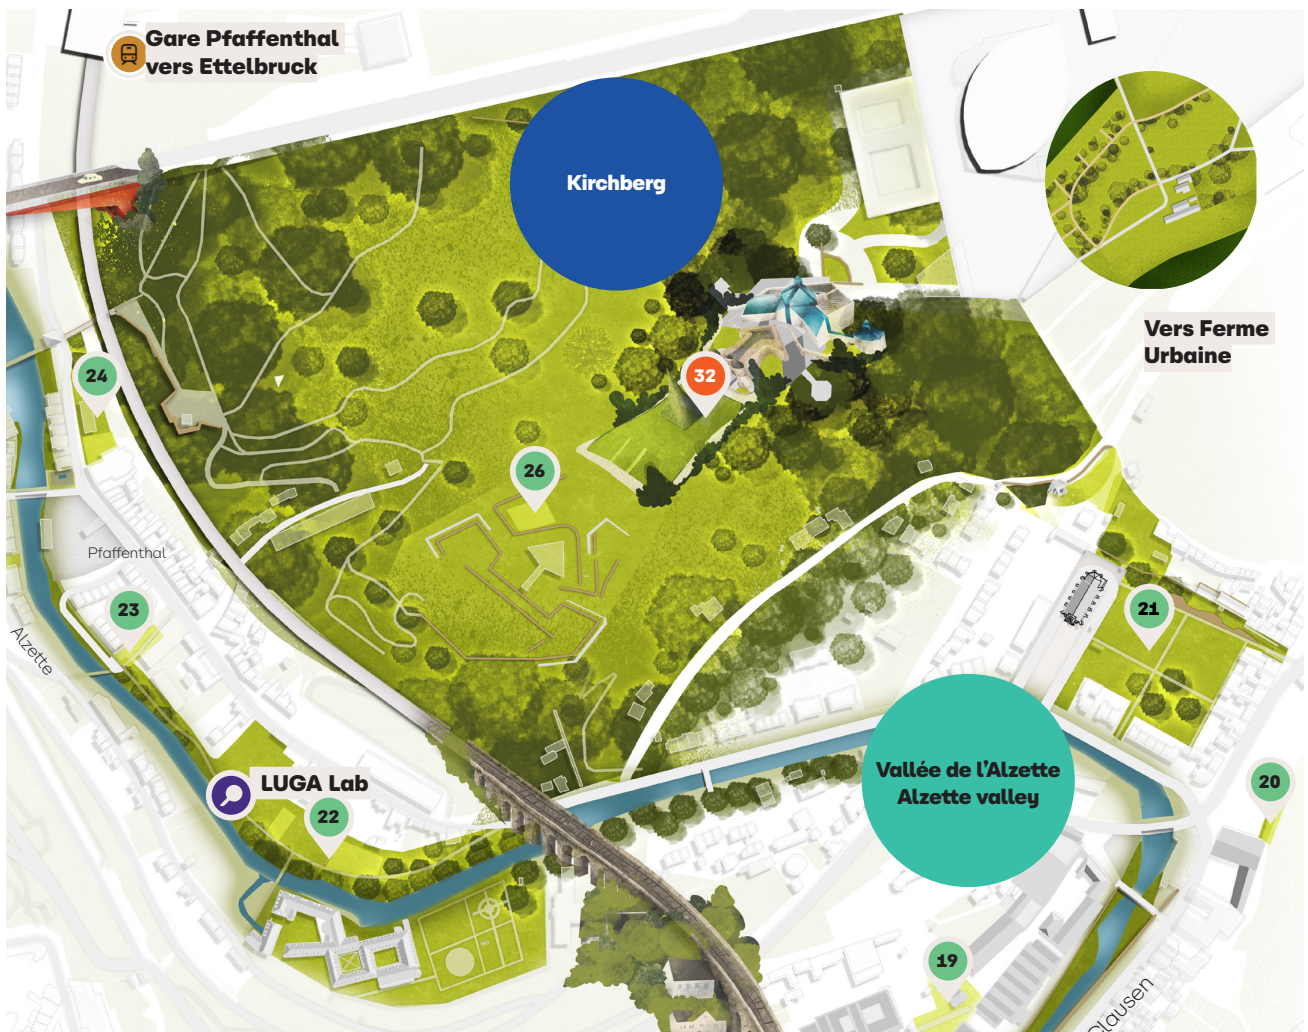 Gare Pfaffenthal
vers Ettelbruck
Kirchberg
Vers Ferme
Urbaine
24
32
26
Pfaffenthal
23
21
Alzette
LUGA Lab
22
Vallée de l'Alzette
Alzette valley
20
19
Clausen